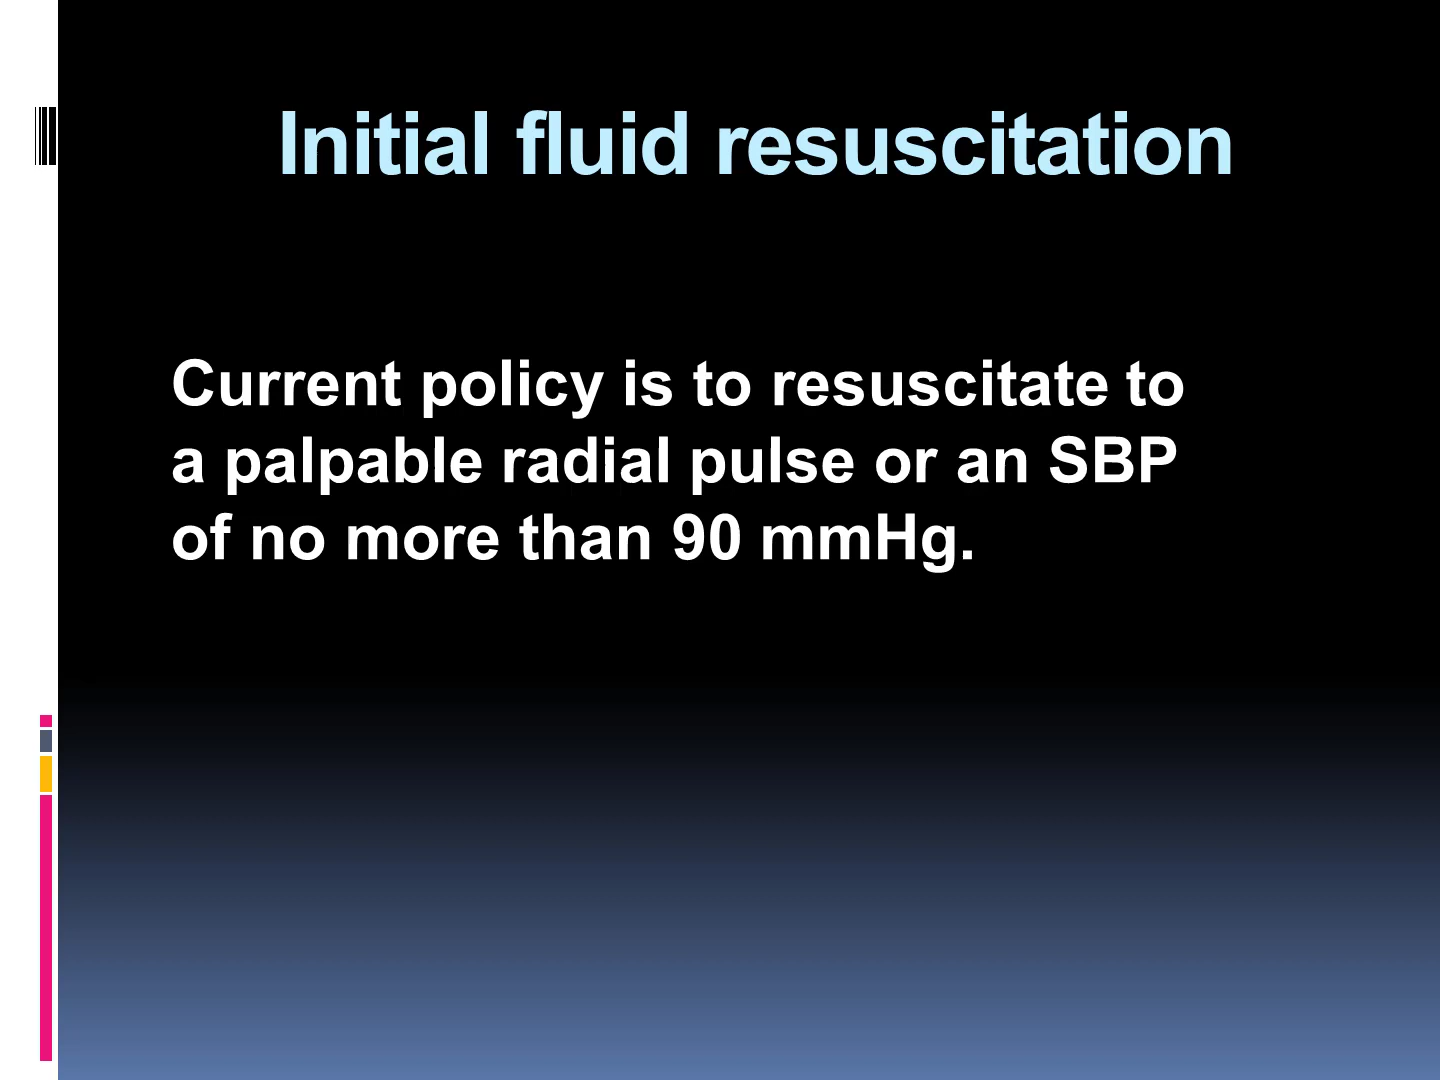 Initial fluid resuscitation
Current policy is to resuscitate to
a palpable radial pulse or an SBP
of no more than 90 mmHg.